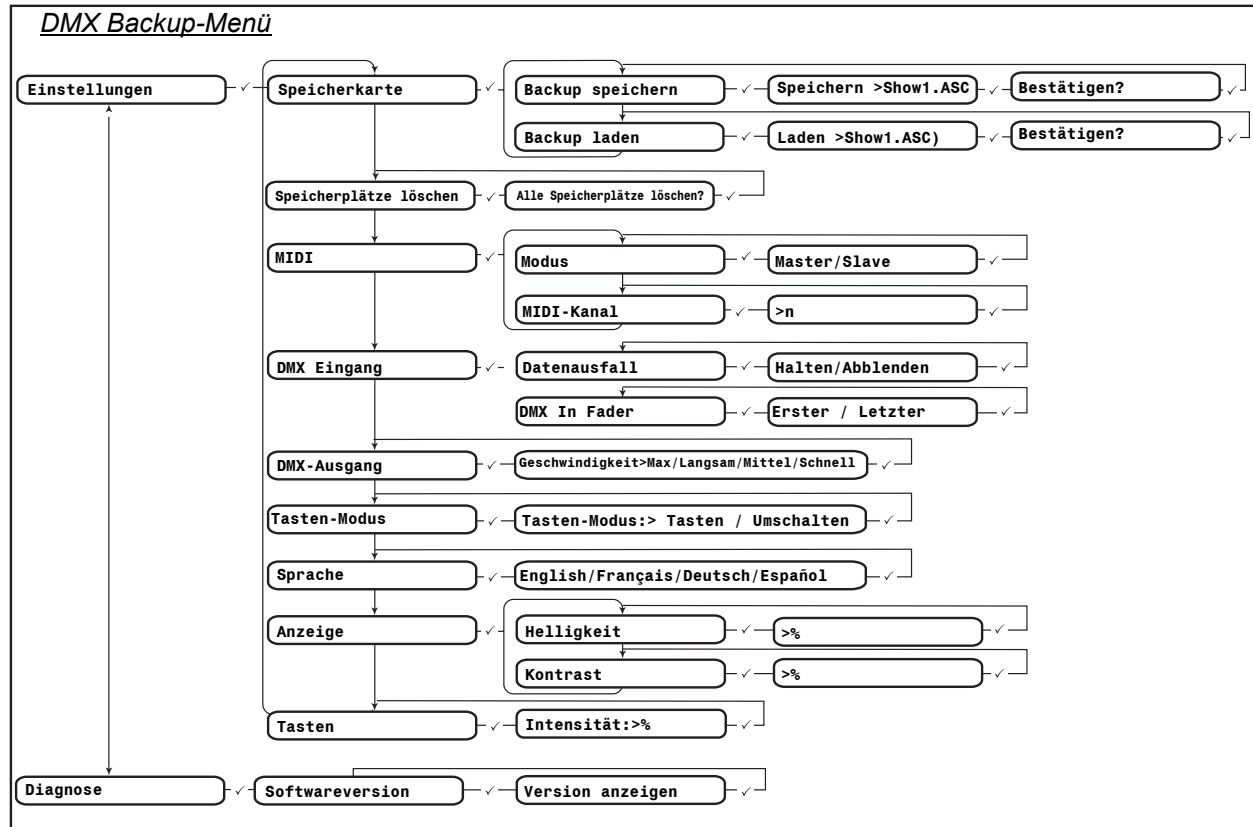 DMX Backup-Menü
Einstellungen
Speicherkarte
Backup speichern
Speichern >Show1.ASC
Bestätigen?
Backup laden
Laden >Show1.ASC)
Bestätigen?
Speicherplätze löschen
Alle Speicherplätze löschen?
MIDI
Modus
Master/Slave
MIDI-Kanal
>n
DMX Eingang
Datenausfall
Halten/Abblenden
DMX In Fader
Erster / Letzter
DMX-Ausgang
Geschwindigkeit>Max/Langsam/Mittel/Schnell
Tasten-Modus
Tasten-Modus:> Tasten / Umschalten
Sprache
English/Français/Deutsch/Español
Anzeige
Helligkeit
>%
Kontrast
>%
Tasten
Intensität:>%
Diagnose
Softwareversion
Version anzeigen